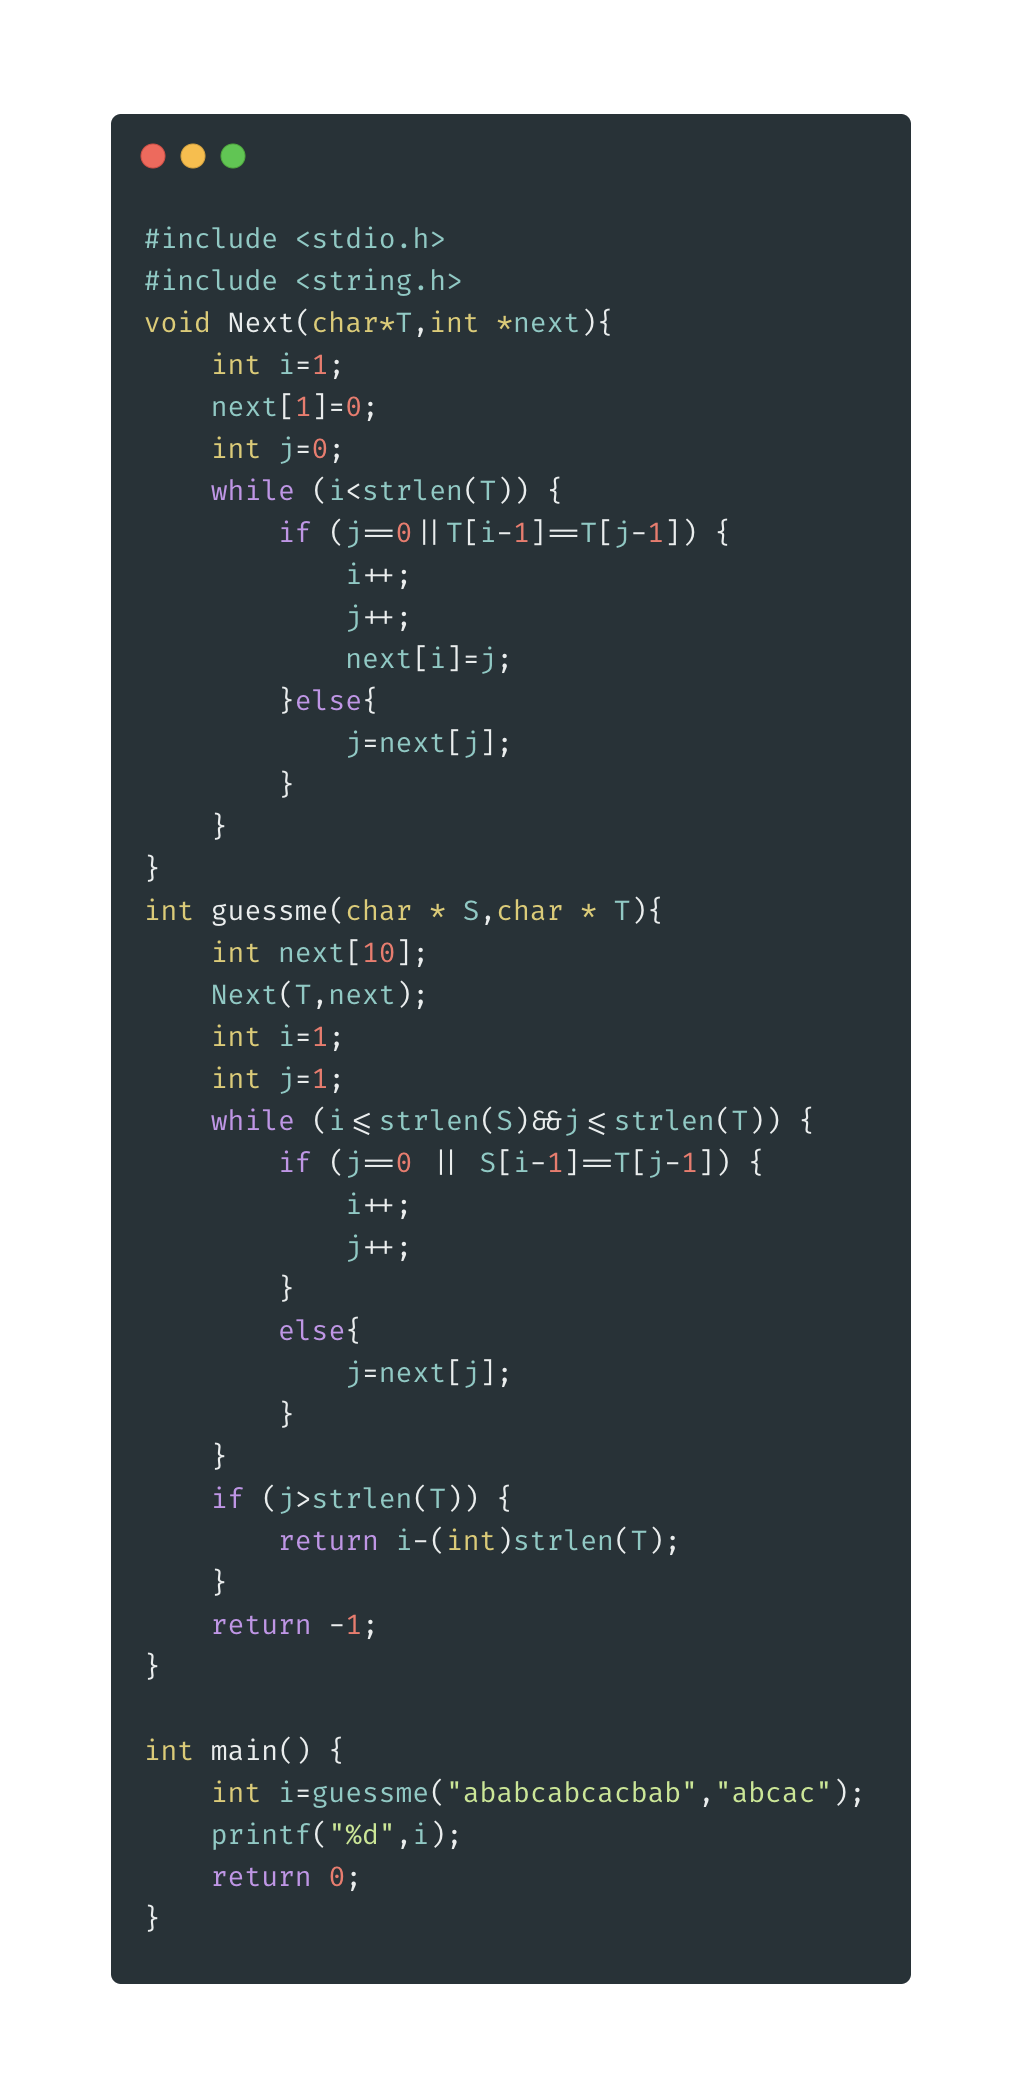 #include <stdio.h>
#include <string.h>
void Next(char*T,int *next){
    int i=1;
    next[1]=0;
    int j=0;
    while (i<strlen(T)) {
        if (j==0||T[i-1]==T[j-1]) {
            i++;
            j++;
            next[i]=j;
        }else{
            j=next[j];
        }
    }
}
int guessme(char * S,char * T){
    int next[10];
    Next(T,next);
    int i=1;
    int j=1;
    while (i<=strlen(S)&&j<=strlen(T)) {
        if (j==0 || S[i-1]==T[j-1]) {
            i++;
            j++;
        }
        else{
            j=next[j];
        }
    }
    if (j>strlen(T)) {
        return i-(int)strlen(T);
    }
    return -1;
}

int main() {
    int i=guessme("ababcabcacbab","abcac");
    printf("%d",i);
    return 0;
}